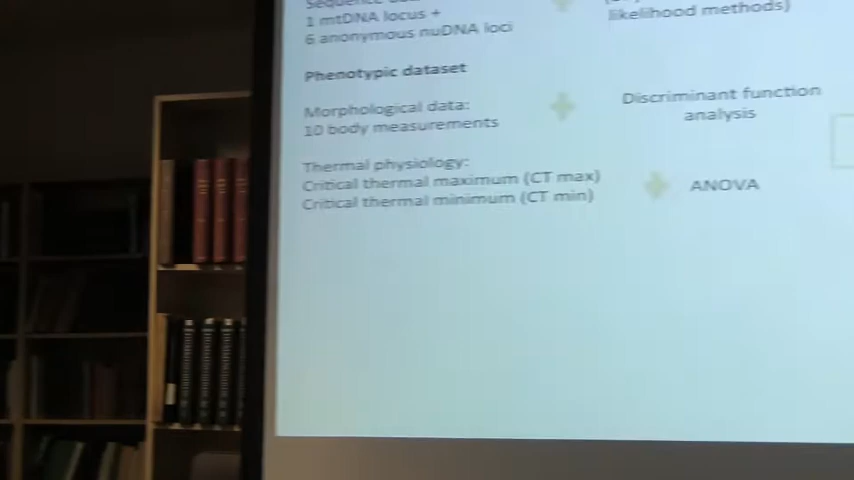 1 mtDNA locus +
6 anonymous nuDNA loci
likelihood methods)
Phenotypic dataset
Morphological data:
10 body measurements
Discriminant function
analysis
Thermal physiology:
Critical thermal maximum (CT max)
Critical thermal minimum (CT min)
ANOVA